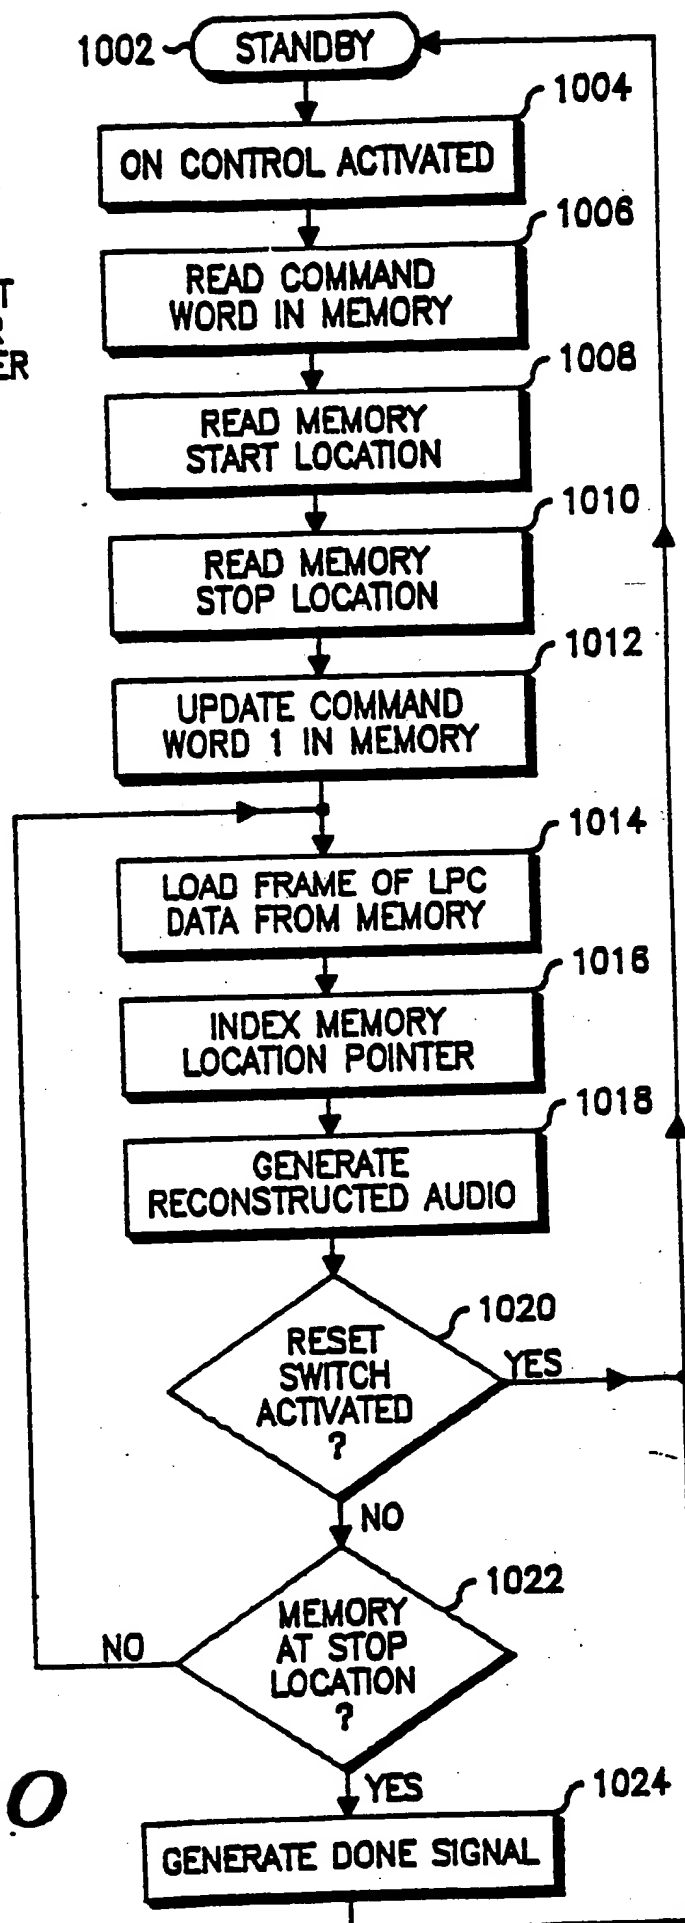 1002
STANDBY
1004
ON CONTROL ACTIVATED
1006
READ COMMAND
WORD IN MEMORY
1008
READ MEMORY
START LOCATION
1010
READ MEMORY
STOP LOCATION
1012
UPDATE COMMAND
WORD 1 IN MEMORY
1014
LOAD FRAME OF LPC
DATA FROM MEMORY
1016
INDEX MEMORY
LOCATION POINTER
1018
GENERATE
RECONSTRUCTED AUDIO
1020
RESET
SWITCH
ACTIVATED
?
YES
NO
1022
MEMORY
AT STOP
LOCATION
?
NO
YES
1024
GENERATE DONE SIGNAL